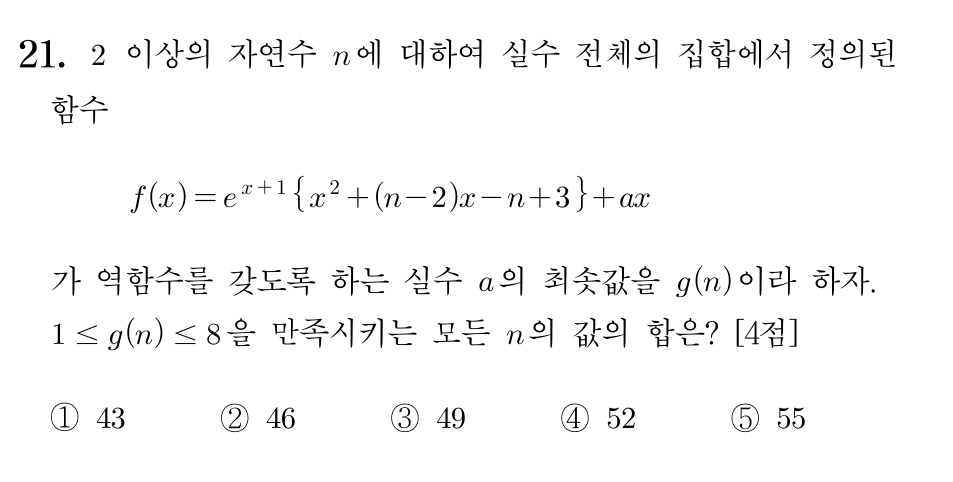 21. 2 이상의 자연수 n에 대하여 실수 전체의 집합에서 정의된
함수
f(x)=e^{x+1}{x^2+(n-2)x-n+3}+ax
가 역함수를 갖도록 하는 실수 a의 최솟값을 g(n)이라 하자.
1≤g(n)≤8을 만족시키는 모든 n의 값의 합은? [4점]
① 43 ② 46 ③ 49 ④ 52 ⑤ 55